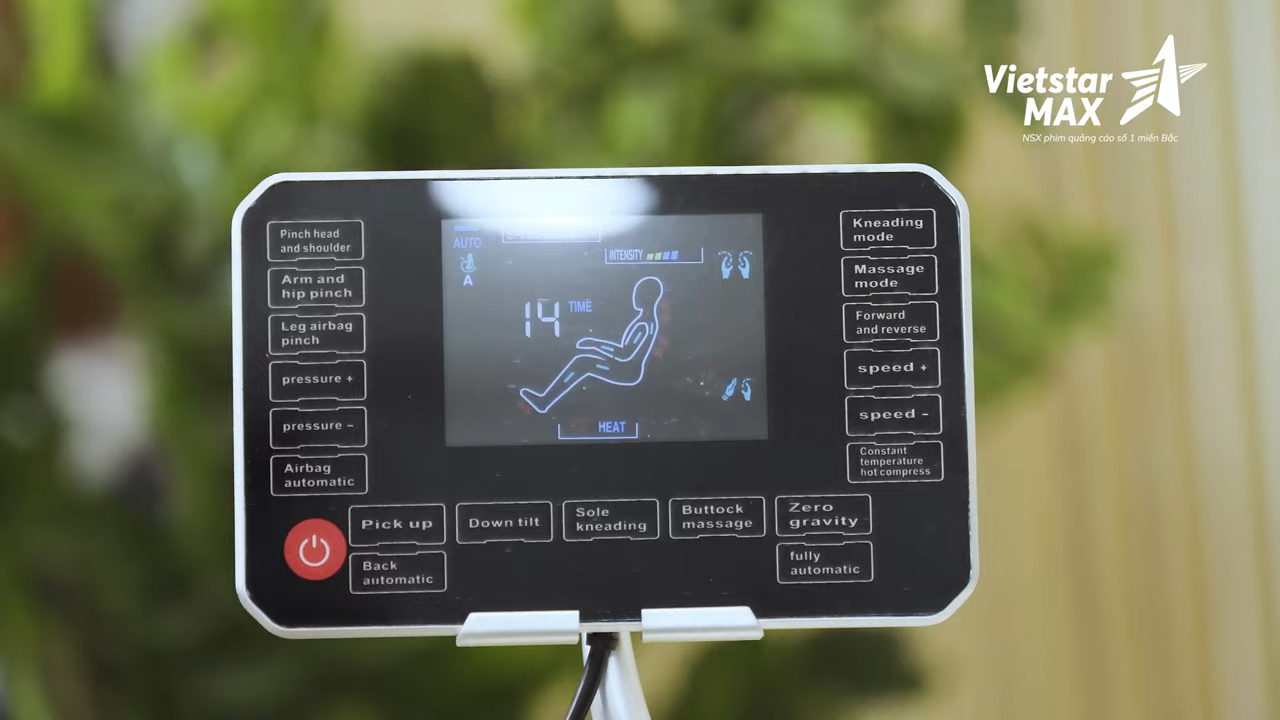 Vietstar
MAX
NSX phim quảng cáo số 1 miền Bắc
Pinch head
and shoulder
Arm and
hip pinch
Leg airbag
pinch
pressure +
pressure -
Airbag
automatic
AUTO
A
INTENSITY
14 TIME
HEAT
Kneading
mode
Massage
mode
Forward
and reverse
speed +
speed -
Constant
temperature
hot compress
Pick up
Down tilt
Sole
kneading
Buttock
massage
Zero
gravity
Back
automatic
fully
automatic